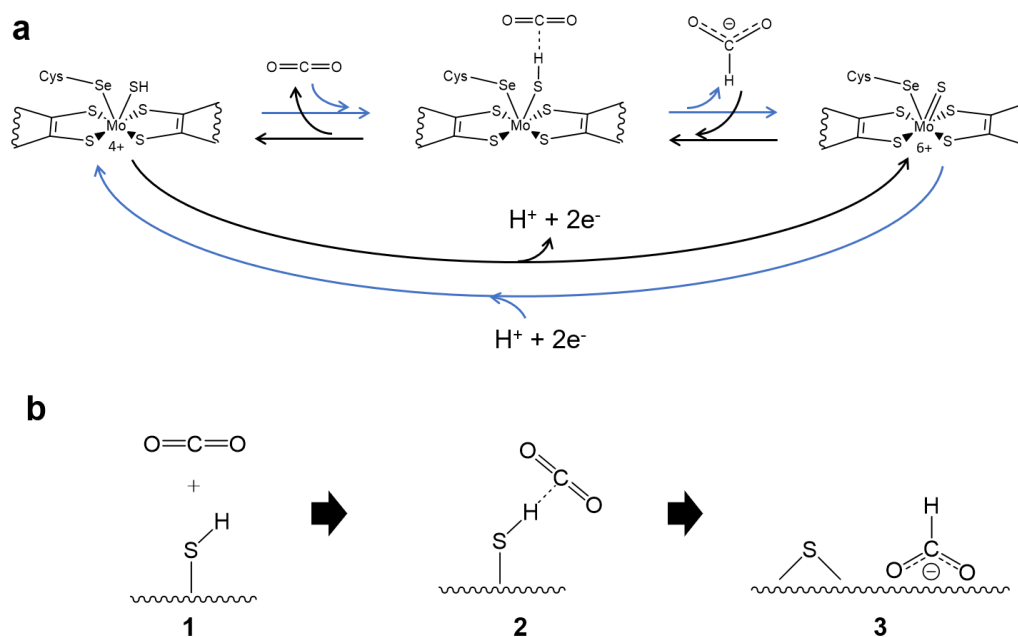 a
O=C=O
O=C=O
O C O
⊖
H
H
Cys Se SH
S S Mo S S
4+
Cys Se S
S S Mo S S
Cys Se S
S S Mo S S
6+
H⁺ + 2e⁻
H⁺ + 2e⁻
b
O=C=O
+
H
S
1
O
C
O
H
S
2
H
S C
O ⊖ O
3